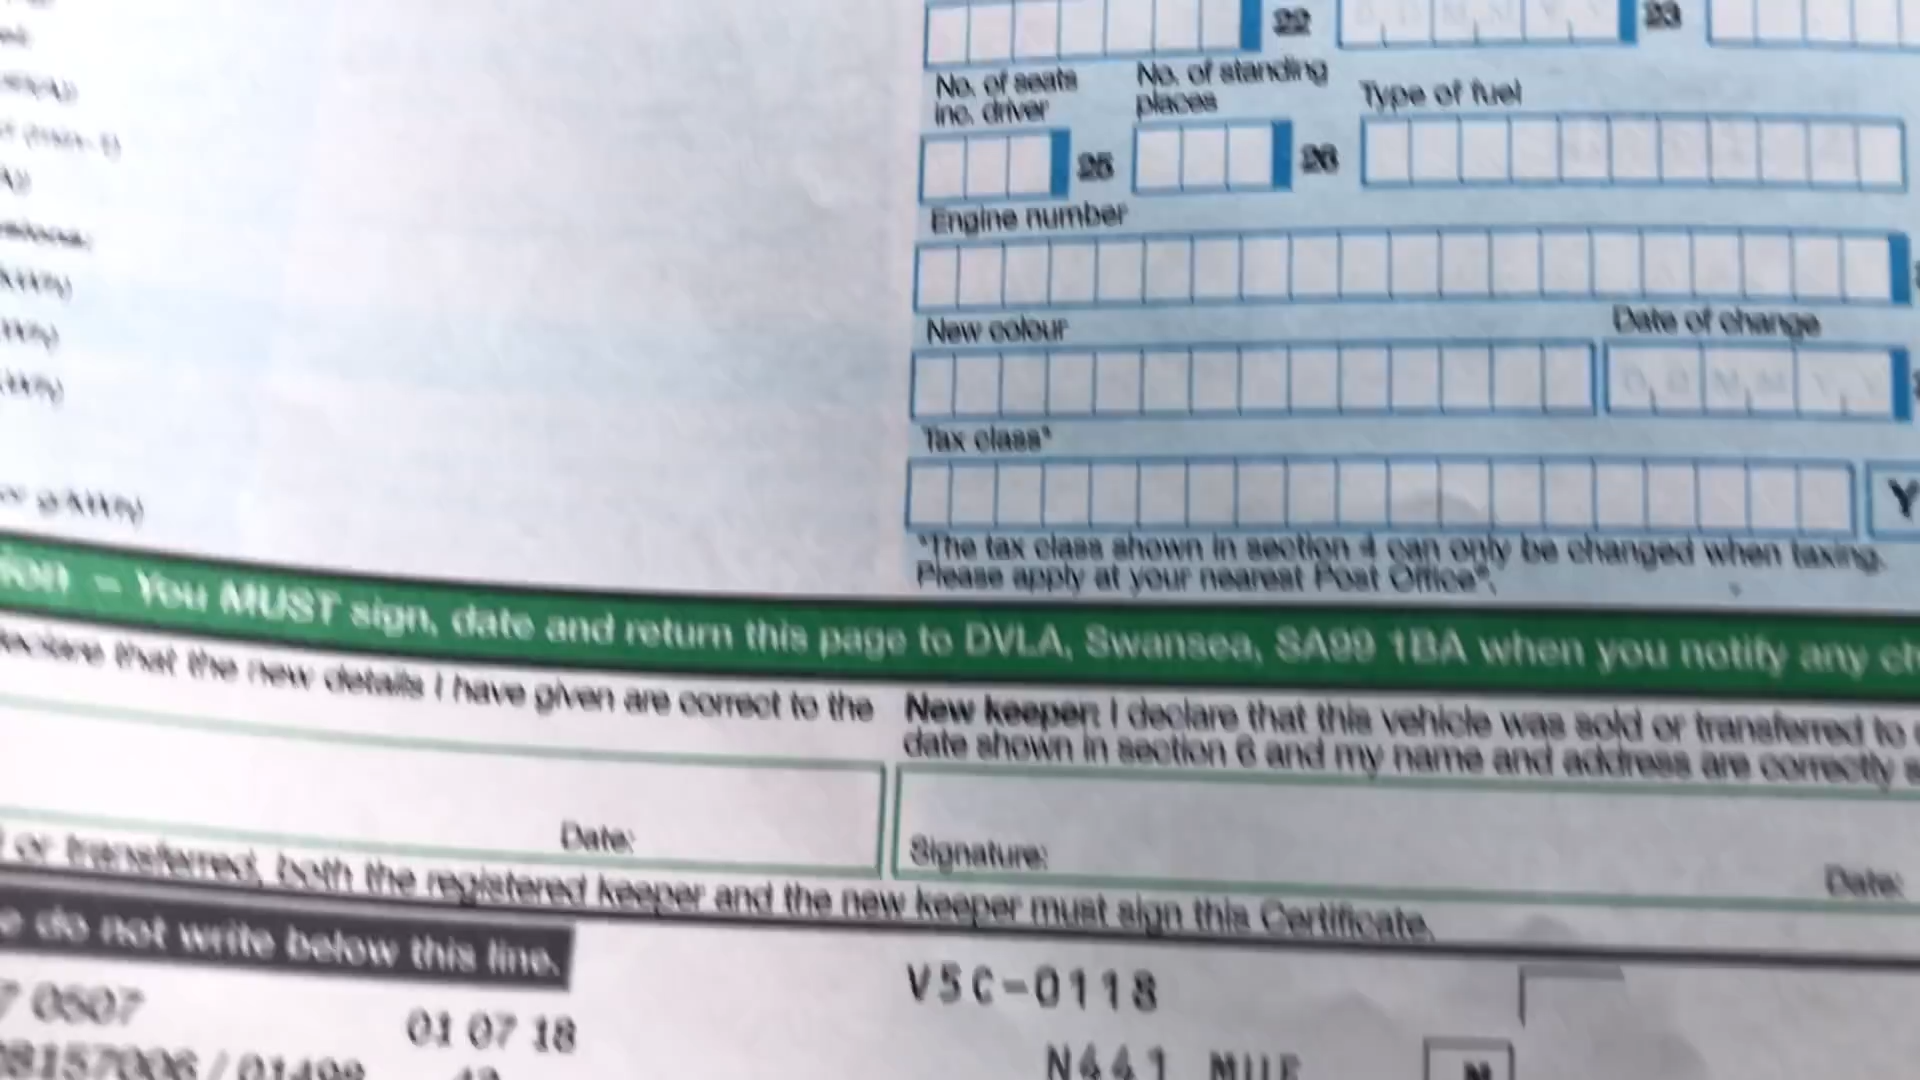 22
23
No. of seats
inc. driver
No. of standing
places
Type of fuel
25
26
Engine number
New colour
Date of change
Tax class*
Y
*The tax class shown in section 4 can only be changed when taxing.
Please apply at your nearest Post Office®.
– You MUST sign, date and return this page to DVLA, Swansea, SA99 1BA when you notify any
that the new details I have given are correct to the
New keeper: I declare that this vehicle was sold or transferred to
date shown in section 6 and my name and address are correctly
Date:
Signature:
Date:
or transferred, both the registered keeper and the new keeper must sign this Certificate.
do not write below this line.
V5C-0118
0507
01 07 18
N441